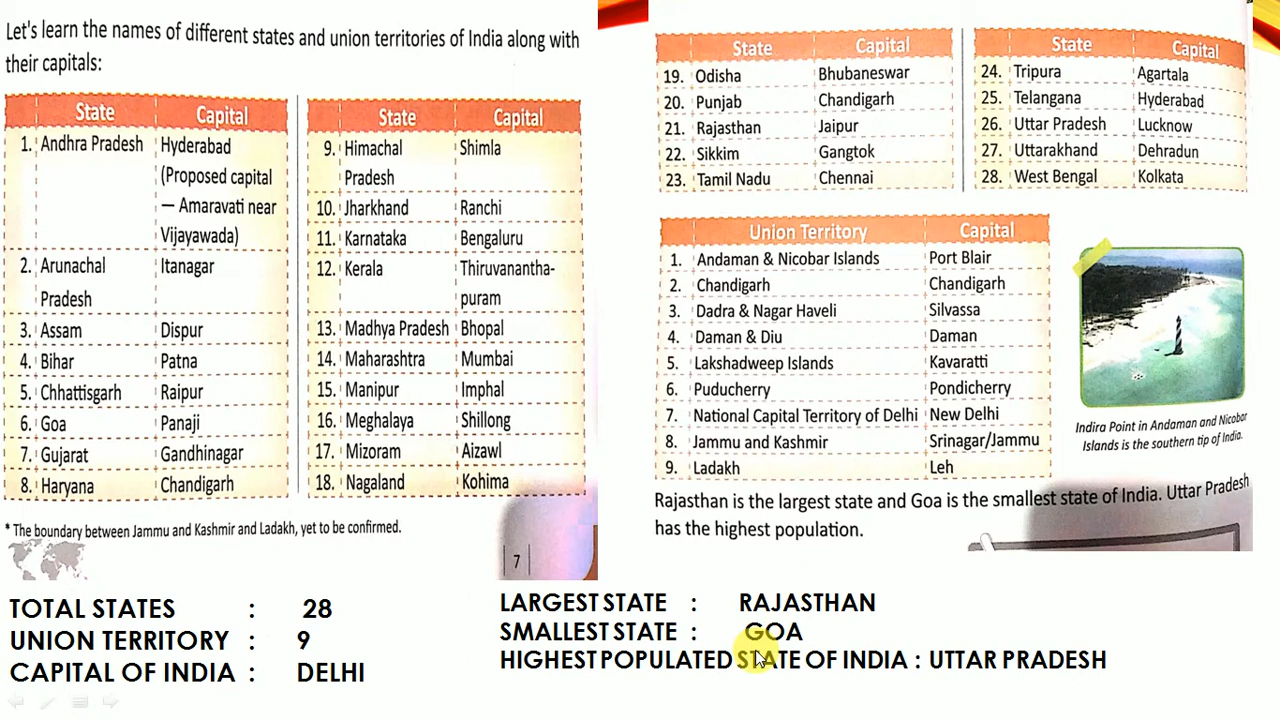 Let's learn the names of different states and union territories of India along with
their capitals:
State Capital
1. Andhra Pradesh Hyderabad
(Proposed capital
— Amaravati near
Vijayawada)
2. Arunachal Itanagar
Pradesh
3. Assam Dispur
4. Bihar Patna
5. Chhattisgarh Raipur
6. Goa Panaji
7. Gujarat Gandhinagar
8. Haryana Chandigarh
State Capital
9. Himachal Shimla
Pradesh
10. Jharkhand Ranchi
11. Karnataka Bengaluru
12. Kerala Thiruvanantha-
puram
13. Madhya Pradesh Bhopal
14. Maharashtra Mumbai
15. Manipur Imphal
16. Meghalaya Shillong
17. Mizoram Aizawl
18. Nagaland Kohima
* The boundary between Jammu and Kashmir and Ladakh, yet to be confirmed.
7
State Capital
19. Odisha Bhubaneswar
20. Punjab Chandigarh
21. Rajasthan Jaipur
22. Sikkim Gangtok
23. Tamil Nadu Chennai
State Capital
24. Tripura Agartala
25. Telangana Hyderabad
26. Uttar Pradesh Lucknow
27. Uttarakhand Dehradun
28. West Bengal Kolkata
Union Territory Capital
1. Andaman & Nicobar Islands Port Blair
2. Chandigarh Chandigarh
3. Dadra & Nagar Haveli Silvassa
4. Daman & Diu Daman
5. Lakshadweep Islands Kavaratti
6. Puducherry Pondicherry
7. National Capital Territory of Delhi New Delhi
8. Jammu and Kashmir Srinagar/Jammu
9. Ladakh Leh
Indira Point in Andaman and Nicobar
Islands is the southern tip of India.
Rajasthan is the largest state and Goa is the smallest state of India. Uttar Pradesh
has the highest population.
TOTAL STATES : 28
UNION TERRITORY : 9
CAPITAL OF INDIA : DELHI
LARGEST STATE : RAJASTHAN
SMALLEST STATE : GOA
HIGHEST POPULATED STATE OF INDIA : UTTAR PRADESH